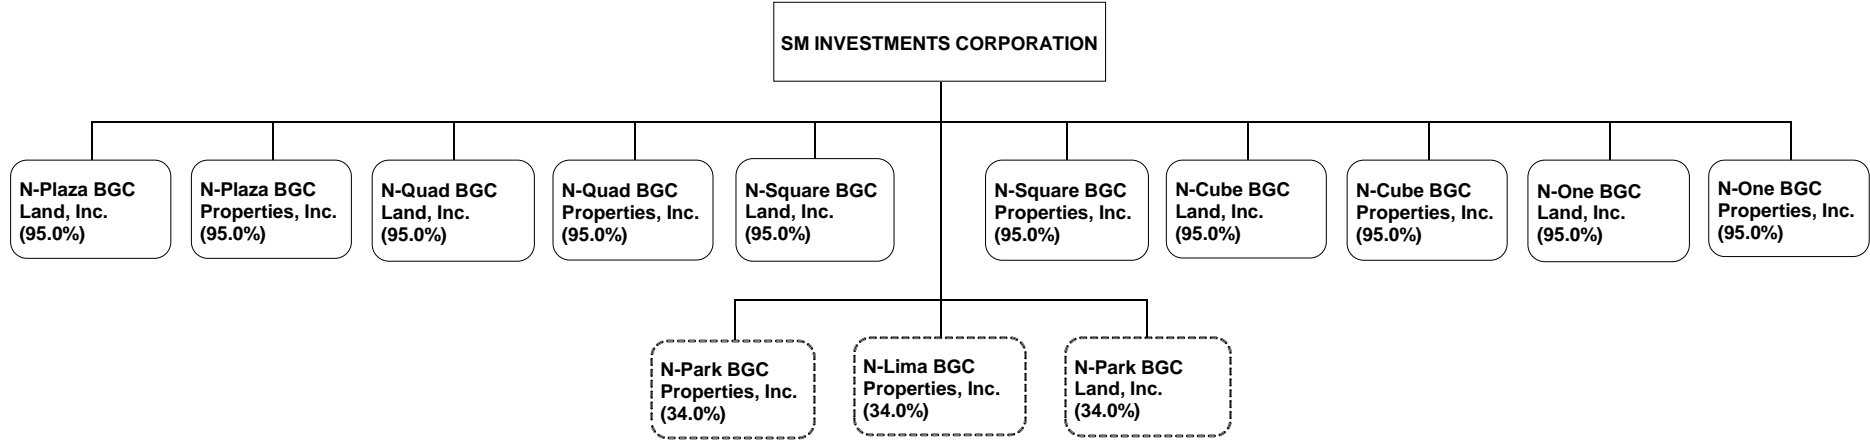 SM INVESTMENTS CORPORATION
N-Plaza BGC
Land, Inc.
(95.0%)
N-Plaza BGC
Properties, Inc.
(95.0%)
N-Quad BGC
Land, Inc.
(95.0%)
N-Quad BGC
Properties, Inc.
(95.0%)
N-Square BGC
Land, Inc.
(95.0%)
N-Square BGC
Properties, Inc.
(95.0%)
N-Cube BGC
Land, Inc.
(95.0%)
N-Cube BGC
Properties, Inc.
(95.0%)
N-One BGC
Land, Inc.
(95.0%)
N-One BGC
Properties, Inc.
(95.0%)
N-Park BGC
Properties, Inc.
(34.0%)
N-Lima BGC
Properties, Inc.
(34.0%)
N-Park BGC
Land, Inc.
(34.0%)